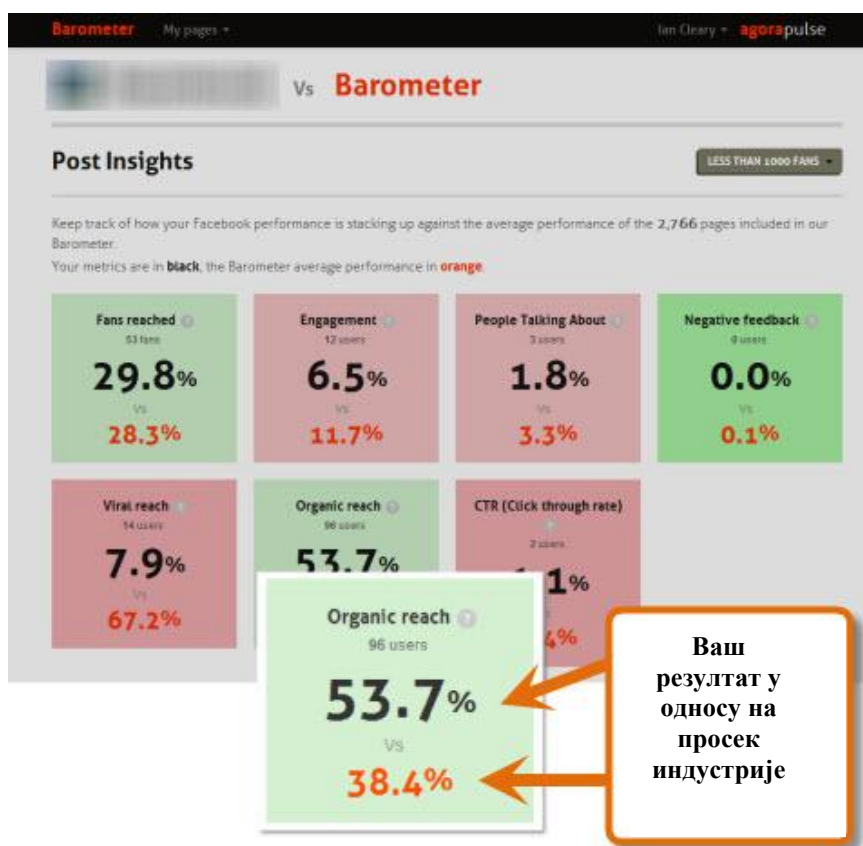 Barometer My pages Ian Cleary agorapulse
Vs Barometer
Post Insights
LESS THAN 1000 FANS
Keep track of how your Facebook performance is stacking up against the average performance of the 2,766 pages included in our
Barometer.
Your metrics are in black, the Barometer average performance in orange.
Fans reached ?
53 fans
29.8%
Vs
28.3%
Engagement ?
12 users
6.5%
Vs
11.7%
People Talking About ?
3 users
1.8%
Vs
3.3%
Negative feedback ?
0 users
0.0%
Vs
0.1%
Viral reach ?
14 users
7.9%
Vs
67.2%
Organic reach ?
96 users
53.7%
CTR (Click through rate)
?
2 users
1%
4%
Organic reach ?
96 users
53.7%
Vs
38.4%
Ваш
резултат у
односу на
просек
индустрије